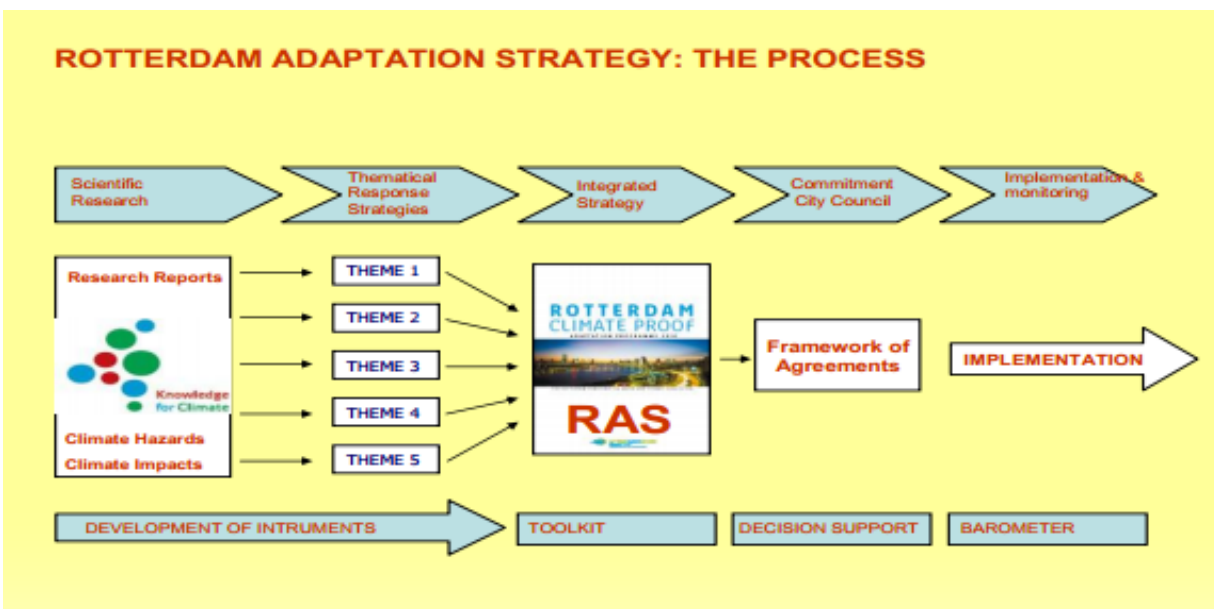 ROTTERDAM ADAPTATION STRATEGY: THE PROCESS
Scientific
Research
Thematical
Response
Strategies
Integrated
Strategy
Commitment
City Council
Implementation &
monitoring
Research Reports
Knowledge
for Climate
Climate Hazards
Climate Impacts
THEME 1
THEME 2
THEME 3
THEME 4
THEME 5
ROTTERDAM
CLIMATE PROOF
RAS
Framework of
Agreements
IMPLEMENTATION
DEVELOPMENT OF INTRUMENTS
TOOLKIT
DECISION SUPPORT
BAROMETER